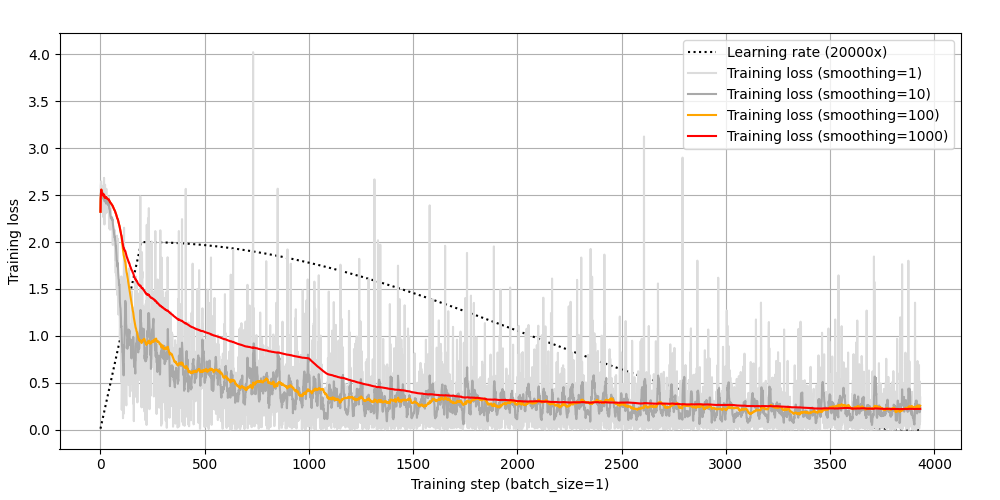 Training loss
4.0
3.5
3.0
2.5
2.0
1.5
1.0
0.5
0.0
Learning rate (20000x)
Training loss (smoothing=1)
Training loss (smoothing=10)
Training loss (smoothing=100)
Training loss (smoothing=1000)
0 500 1000 1500 2000 2500 3000 3500 4000
Training step (batch_size=1)